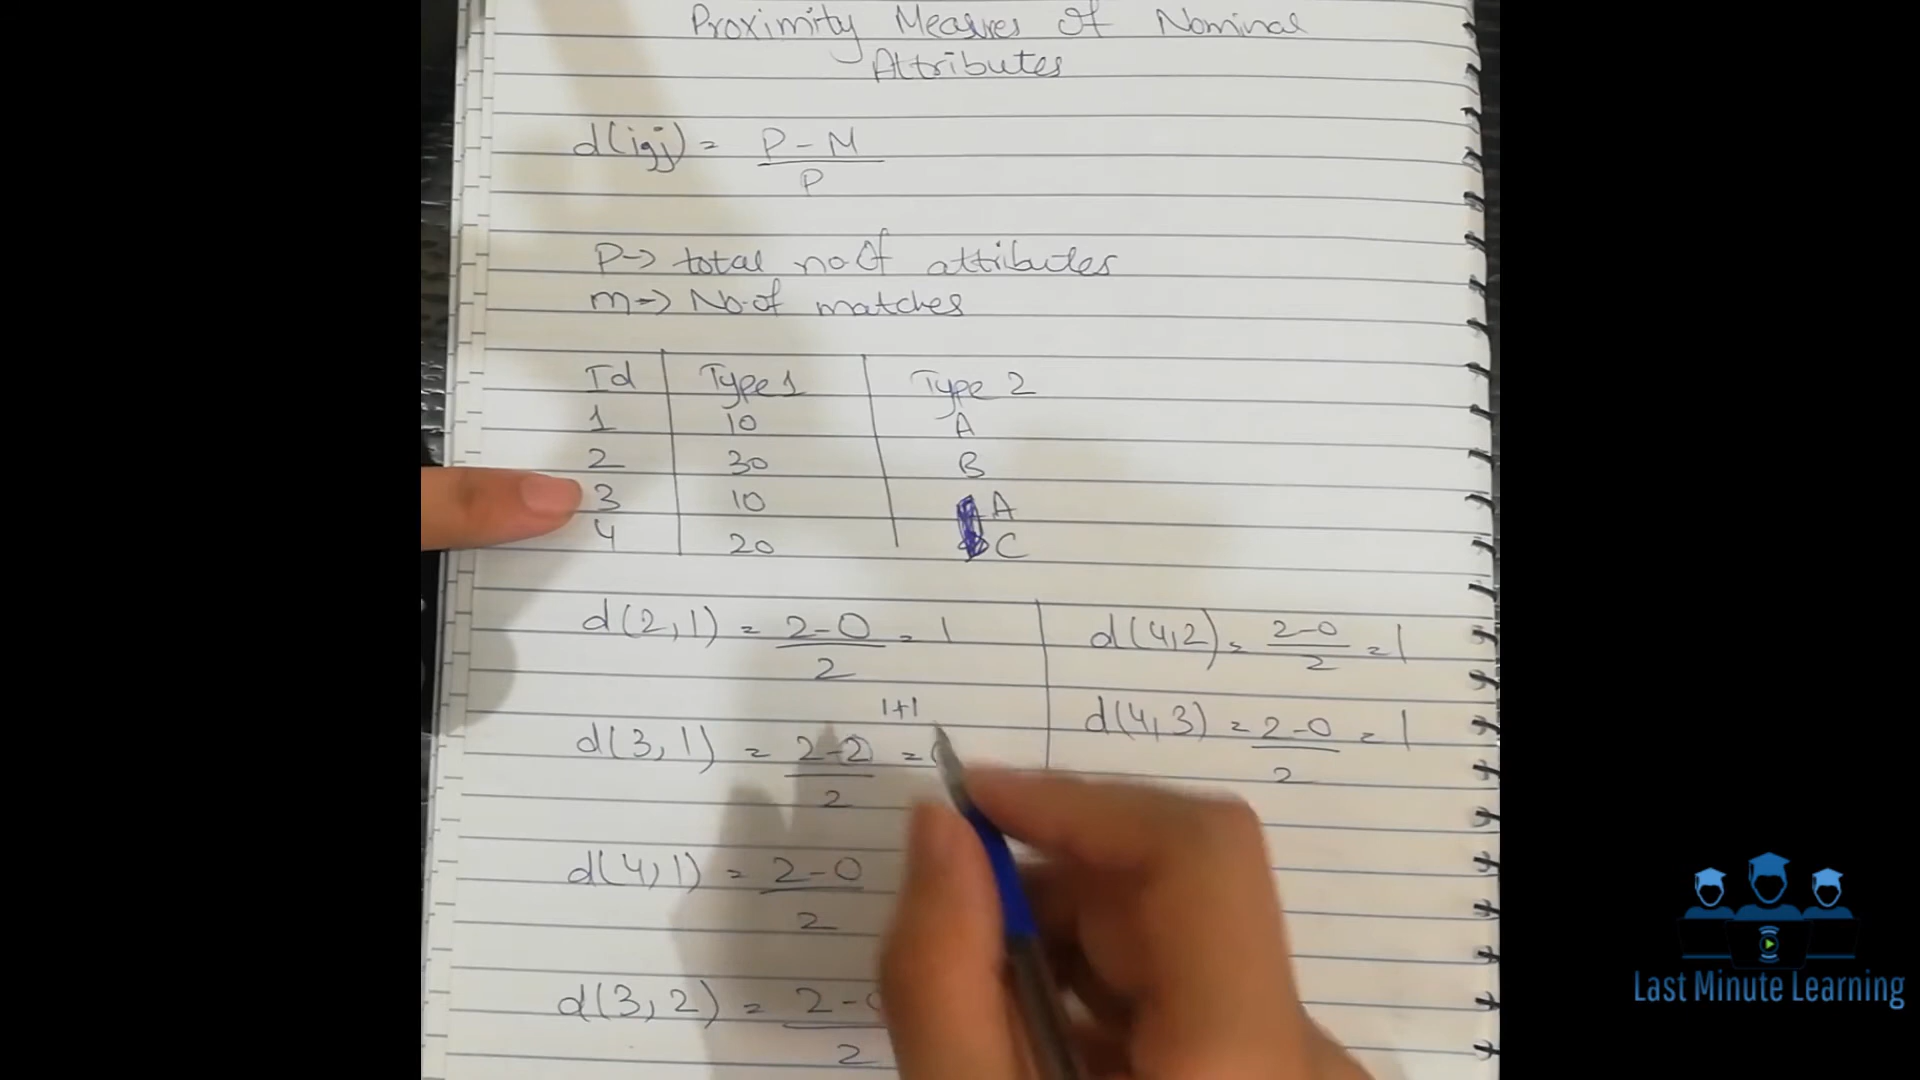 Proximity Measures Of Nominal
Attributes
d(i,j) = P - M
P
P -> total no Of attributes
m -> No. of matches
Id Type 1 Type 2
1 10 A
2 30 B
3 10 A
4 20 C
d(2,1) = 2-0 = 1
2
1+1
d(3,1) = 2-2 =
2
d(4,1) = 2-0
2
d(3,2) = 2-0
2
d(4,2) = 2-0 = 1
2
d(4,3) = 2-0 = 1
2
Last Minute Learning